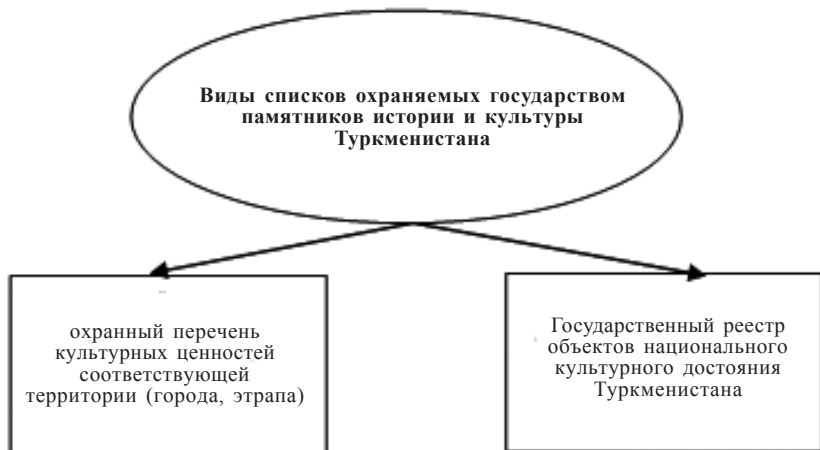 Виды списков охраняемых государством
памятников истории и культуры
Туркменистана
охранный перечень
культурных ценностей
соответствующей
территории (города, этрапа)
Государственный реестр
объектов национального
культурного достояния
Туркменистана